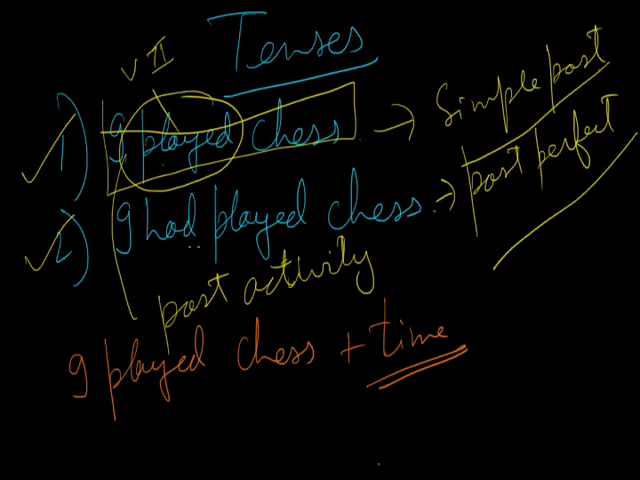 Tenses
V II
1) I played chess → Simple past
2) I had played chess. → past perfect
past activity
I played chess + time